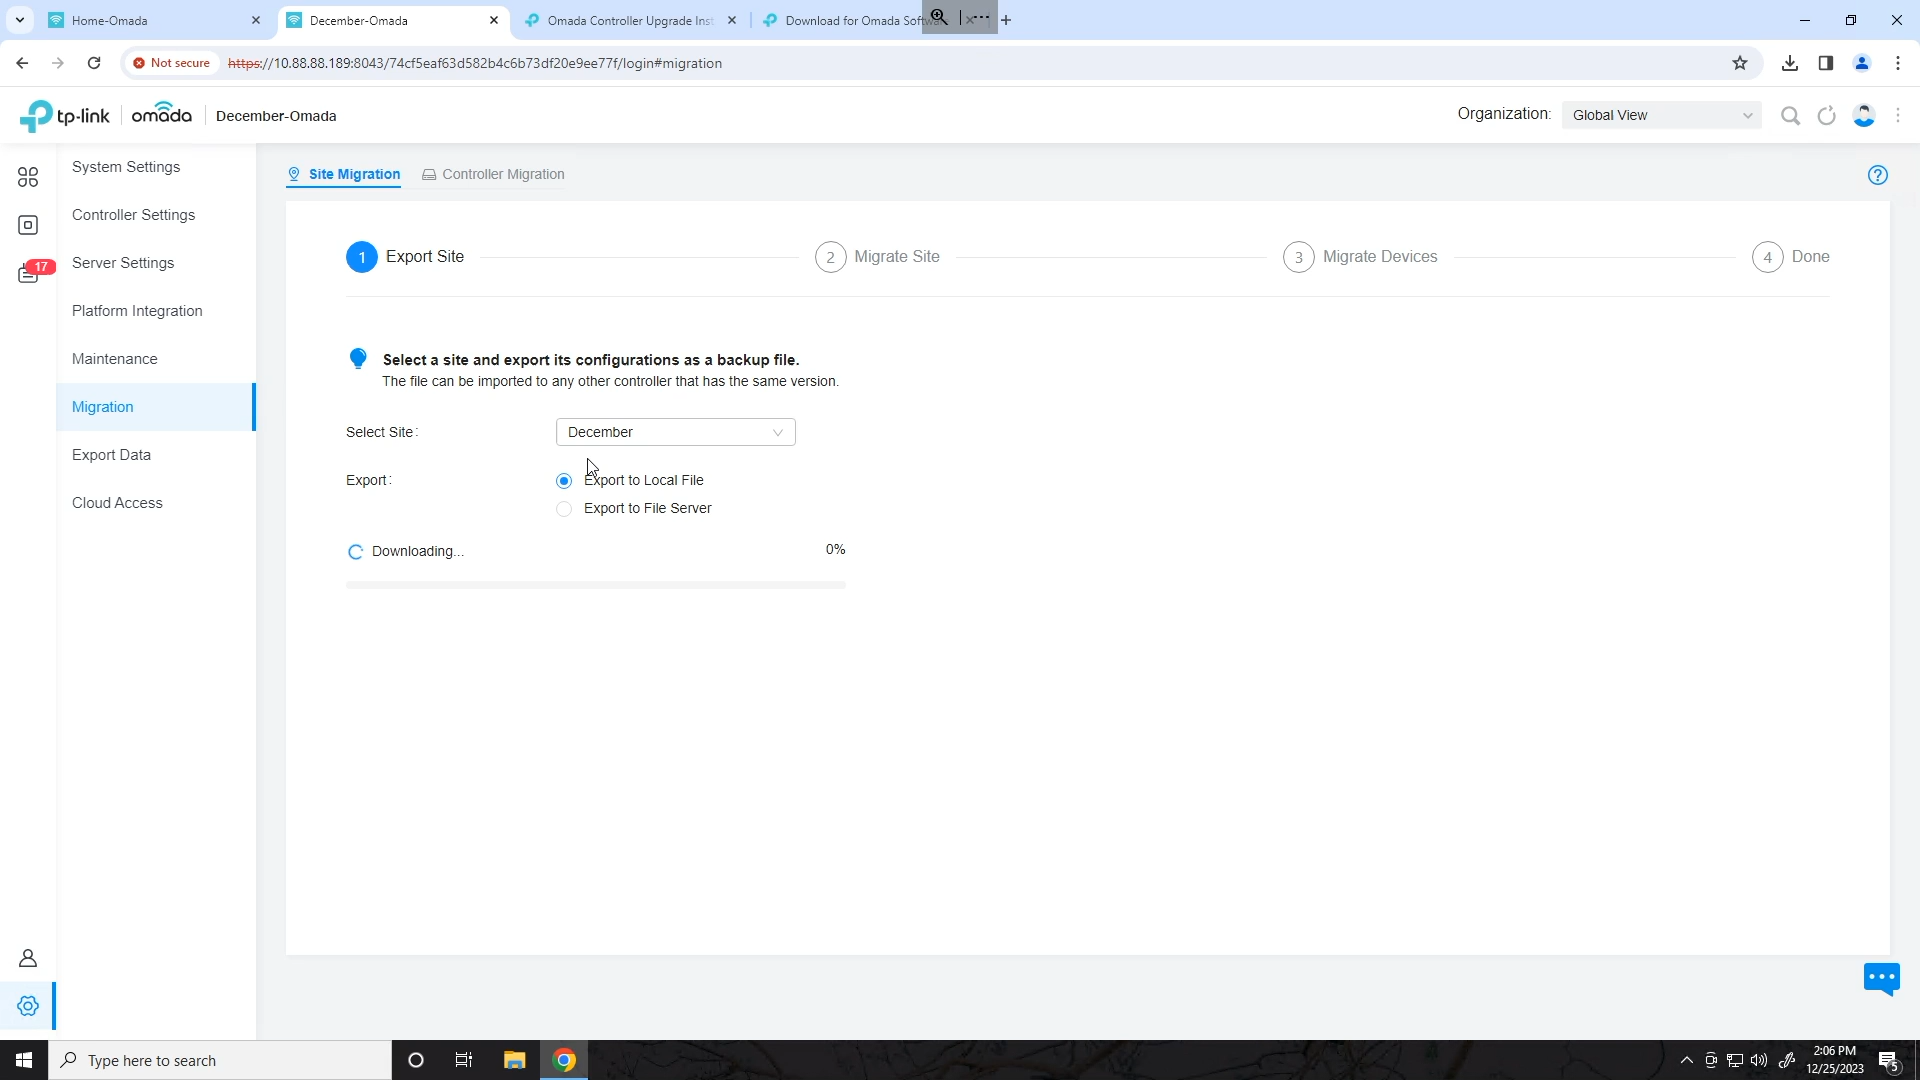 Home-Omada
December-Omada
Omada Controller Upgrade Inst
Download for Omada Softwa
Not secure
https://10.88.88.189:8043/74cf5eaf63d582b4c6b73df20e9ee77f/login#migration
tp-link
omada
December-Omada
Organization:
Global View
System Settings
Site Migration
Controller Migration
Controller Settings
1
Export Site
2
Migrate Site
3
Migrate Devices
4
Done
17
Server Settings
Platform Integration
Maintenance
Select a site and export its configurations as a backup file.
The file can be imported to any other controller that has the same version.
Migration
Select Site:
December
Export Data
Export:
Export to Local File
Cloud Access
Export to File Server
Downloading...
0%
Type here to search
2:06 PM
12/25/2023
5